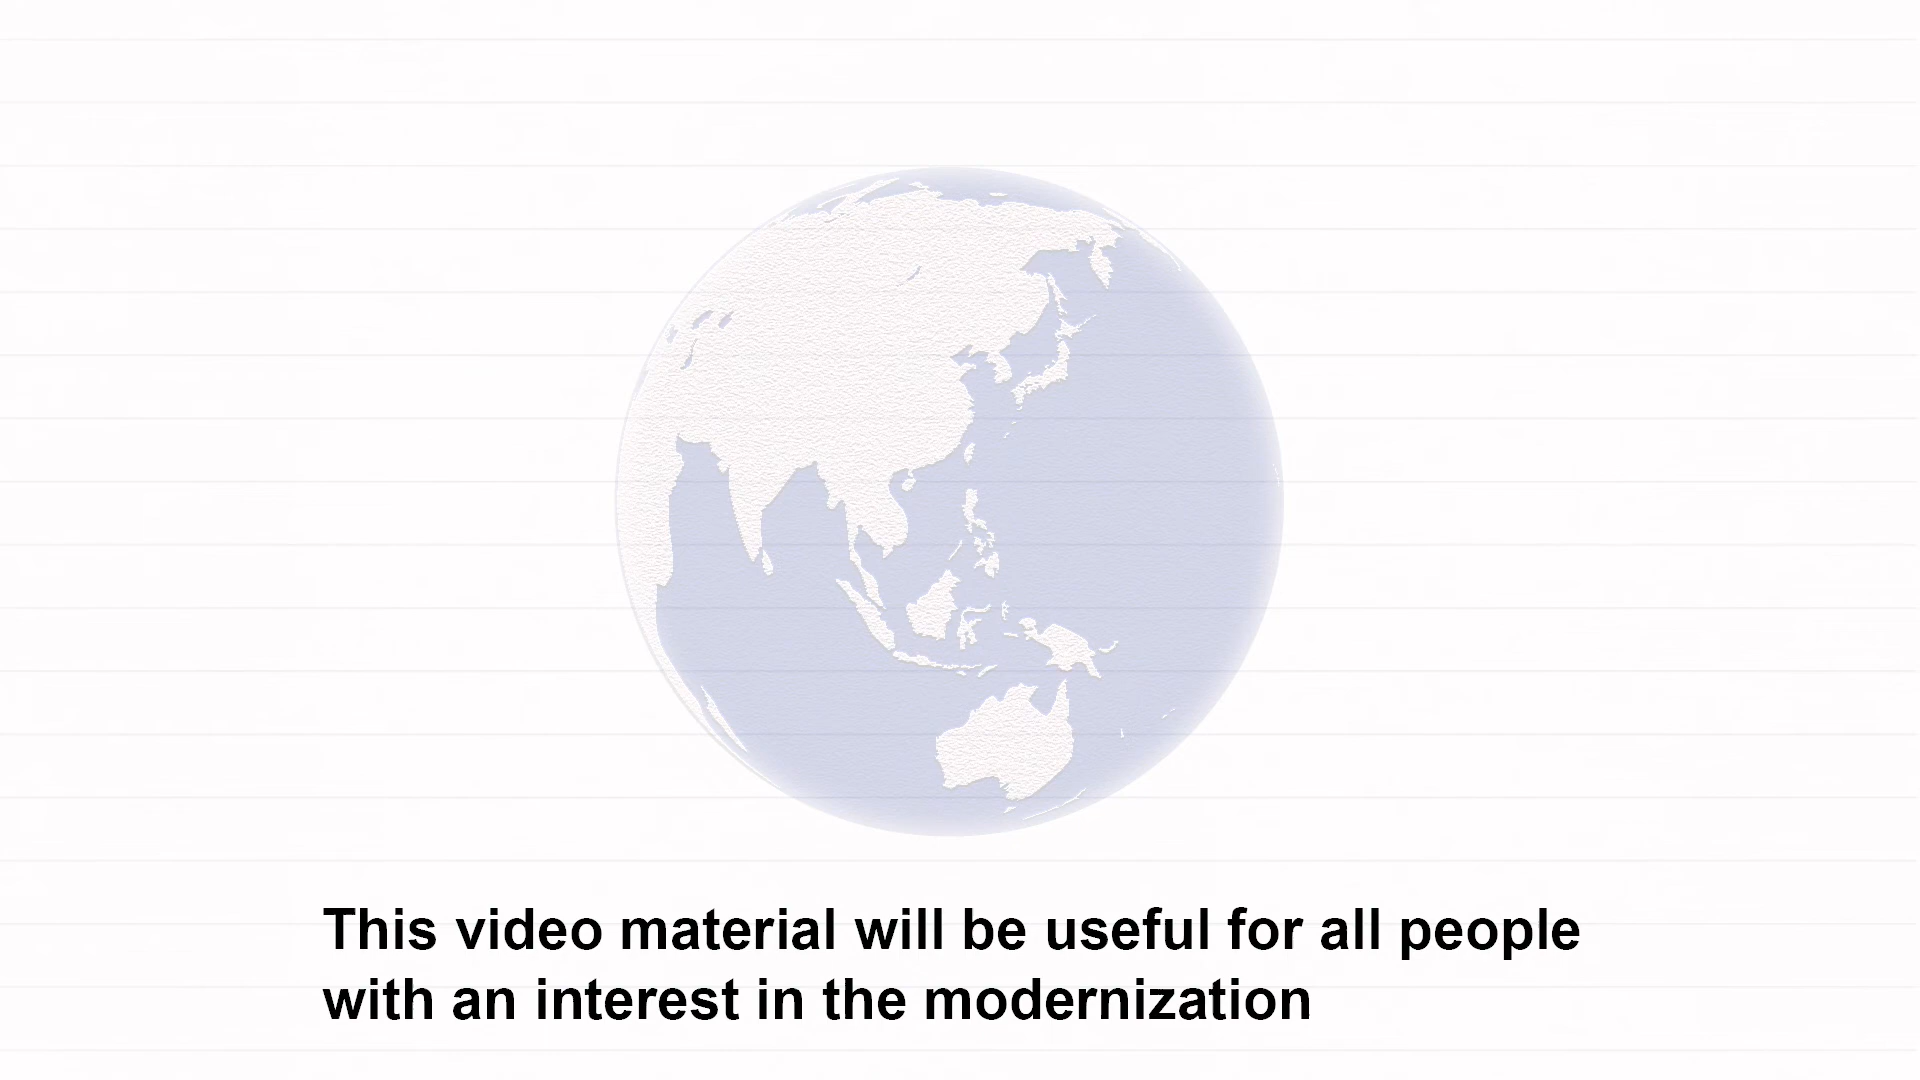 This video material will be useful for all people
with an interest in the modernization